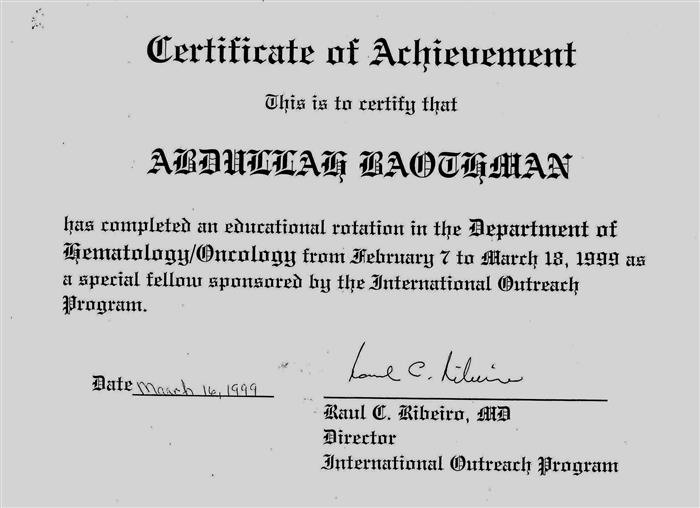 Certificate of Achievement
This is to certify that
ABDULLAH BAOTHMAN
has completed an educational rotation in the Department of
Hematology/Oncology from February 7 to March 18, 1999 as
a special fellow sponsored by the International Outreach
Program.
Raul C. Ribeiro
Date March 16, 1999
Raul C. Ribeiro, MD
Director
International Outreach Program